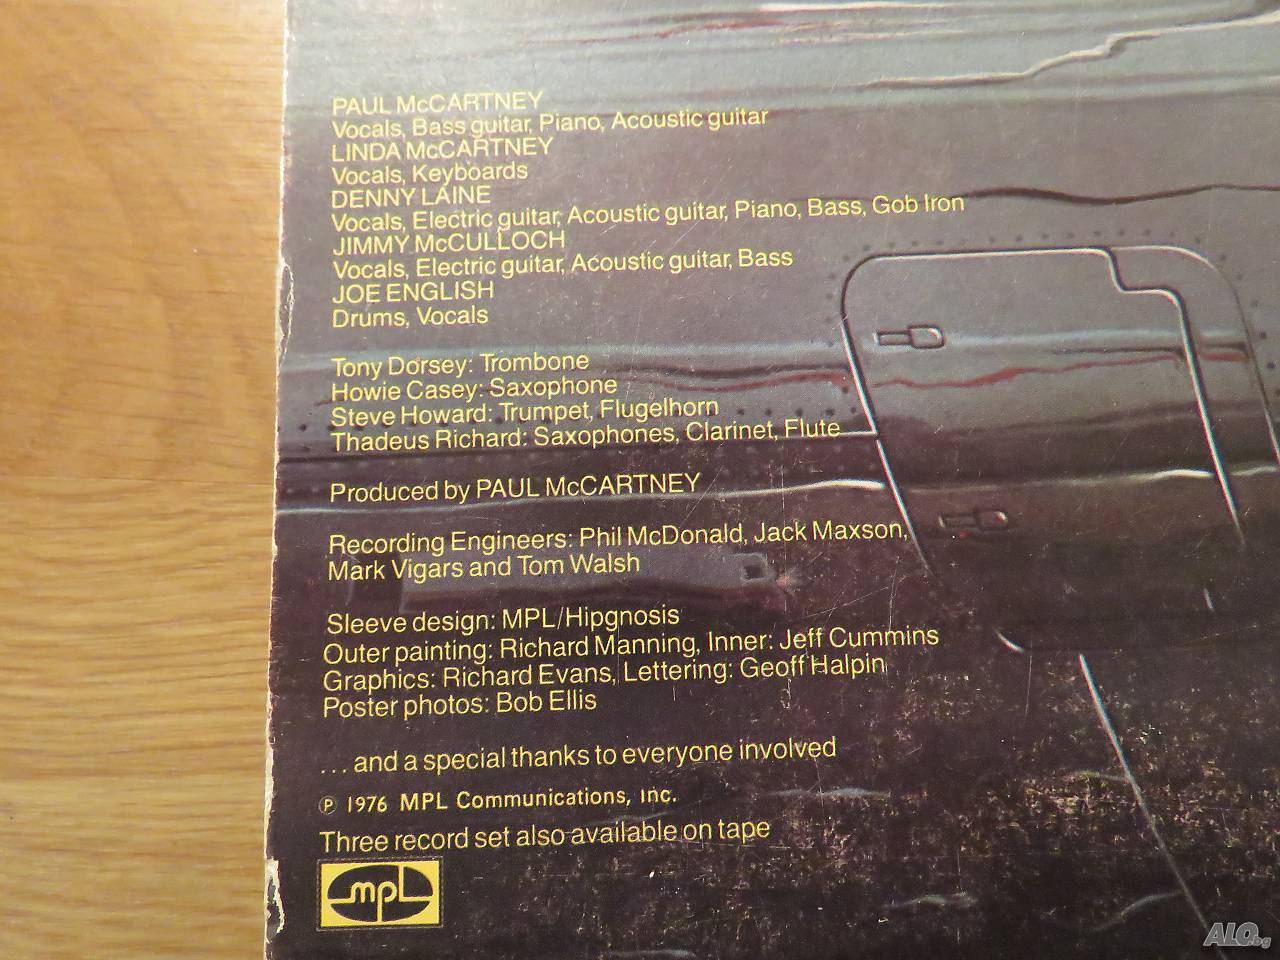 PAUL McCARTNEY
Vocals, Bass guitar, Piano, Acoustic guitar
LINDA McCARTNEY
Vocals, Keyboards
DENNY LAINE
Vocals, Electric guitar, Acoustic guitar, Piano, Bass, Gob Iron
JIMMY McCULLOCH
Vocals, Electric guitar, Acoustic guitar, Bass
JOE ENGLISH
Drums, Vocals
Tony Dorsey: Trombone
Howie Casey: Saxophone
Steve Howard: Trumpet, Flugelhorn
Thadeus Richard: Saxophones, Clarinet, Flute
Produced by PAUL McCARTNEY
Recording Engineers: Phil McDonald, Jack Maxson,
Mark Vigars and Tom Walsh
Sleeve design: MPL/Hipgnosis
Outer painting: Richard Manning, Inner: Jeff Cummins
Graphics: Richard Evans, Lettering: Geoff Halpin
Poster photos: Bob Ellis
... and a special thanks to everyone involved
℗ 1976 MPL Communications, Inc.
Three record set also available on tape
mpl
ALO.bg